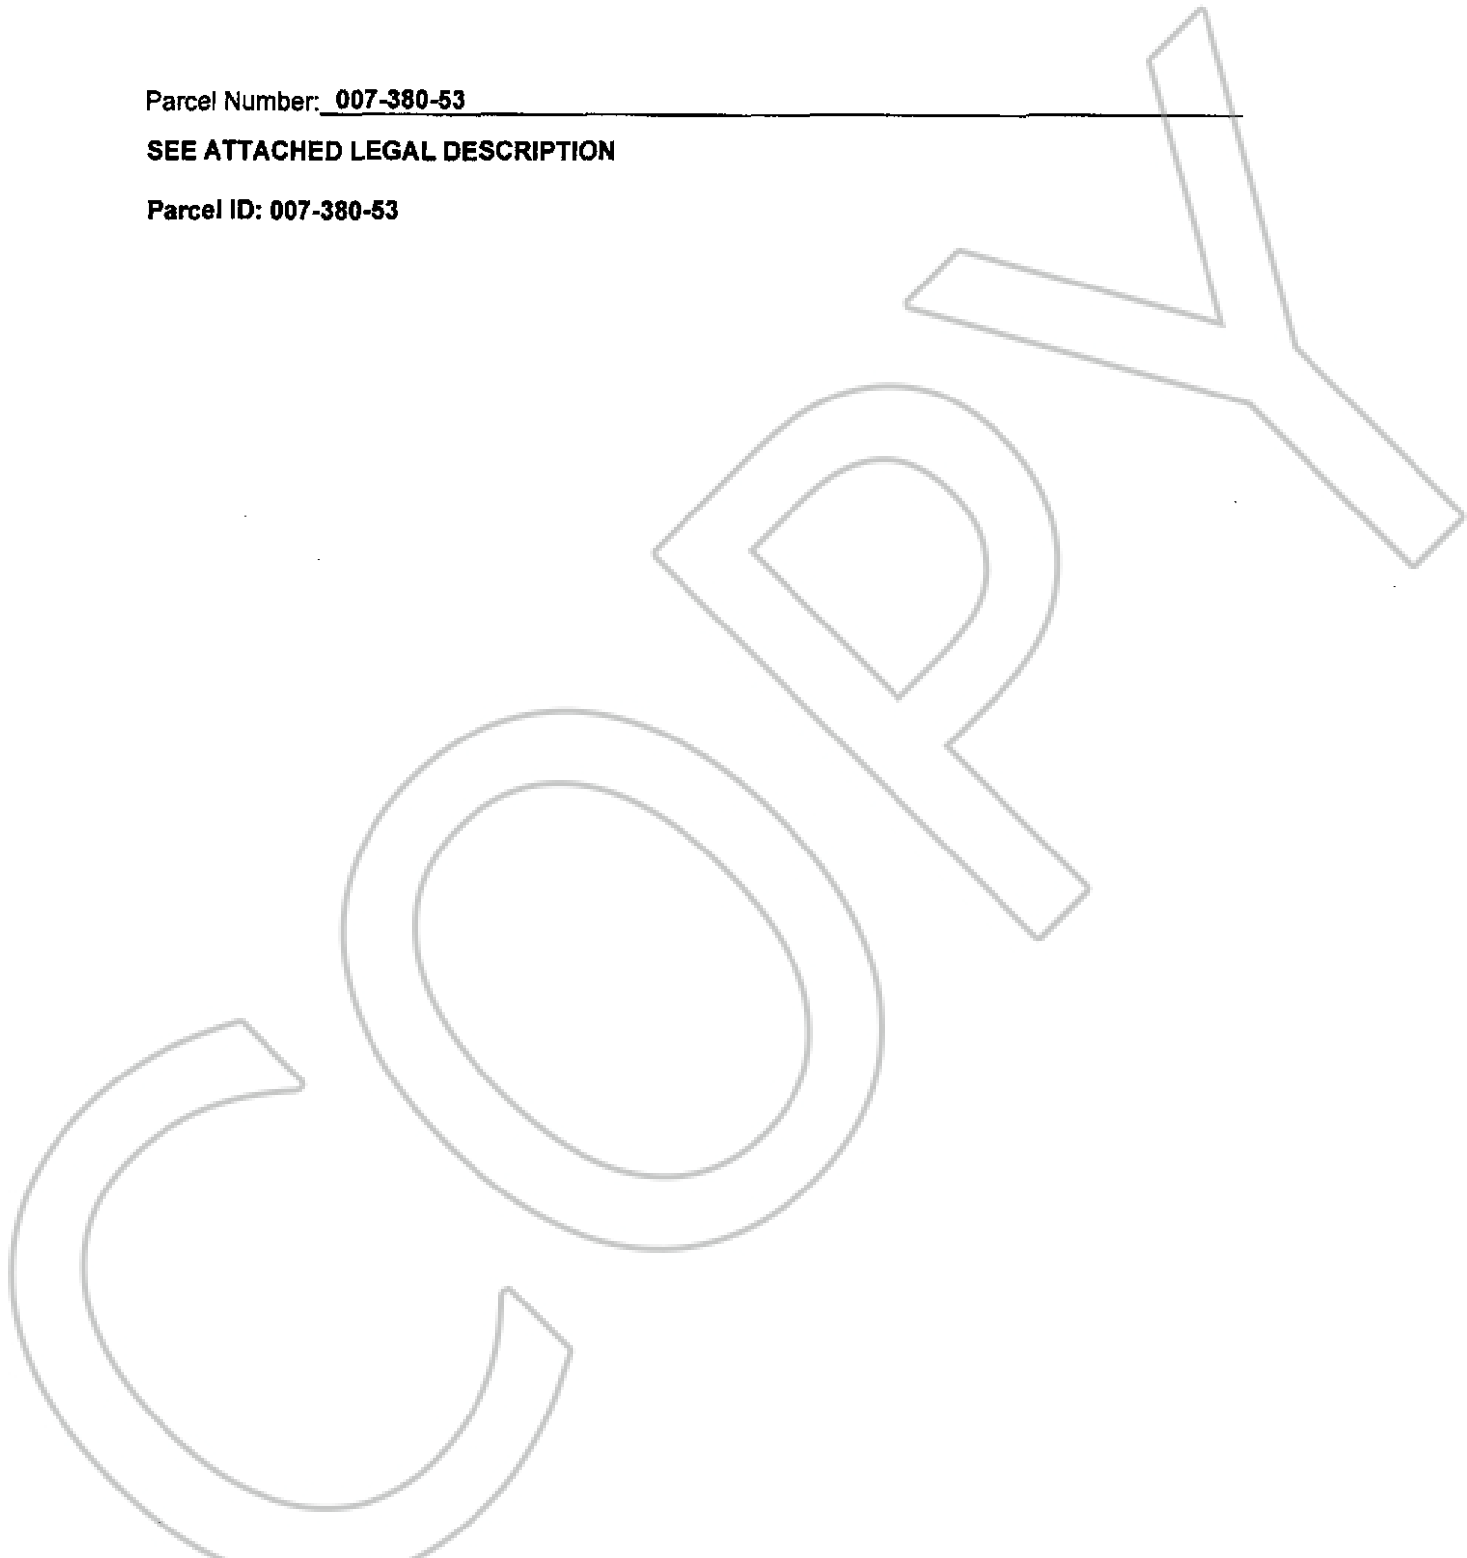 Parcel Number: 007-380-53
SEE ATTACHED LEGAL DESCRIPTION
Parcel ID: 007-380-53
COPY